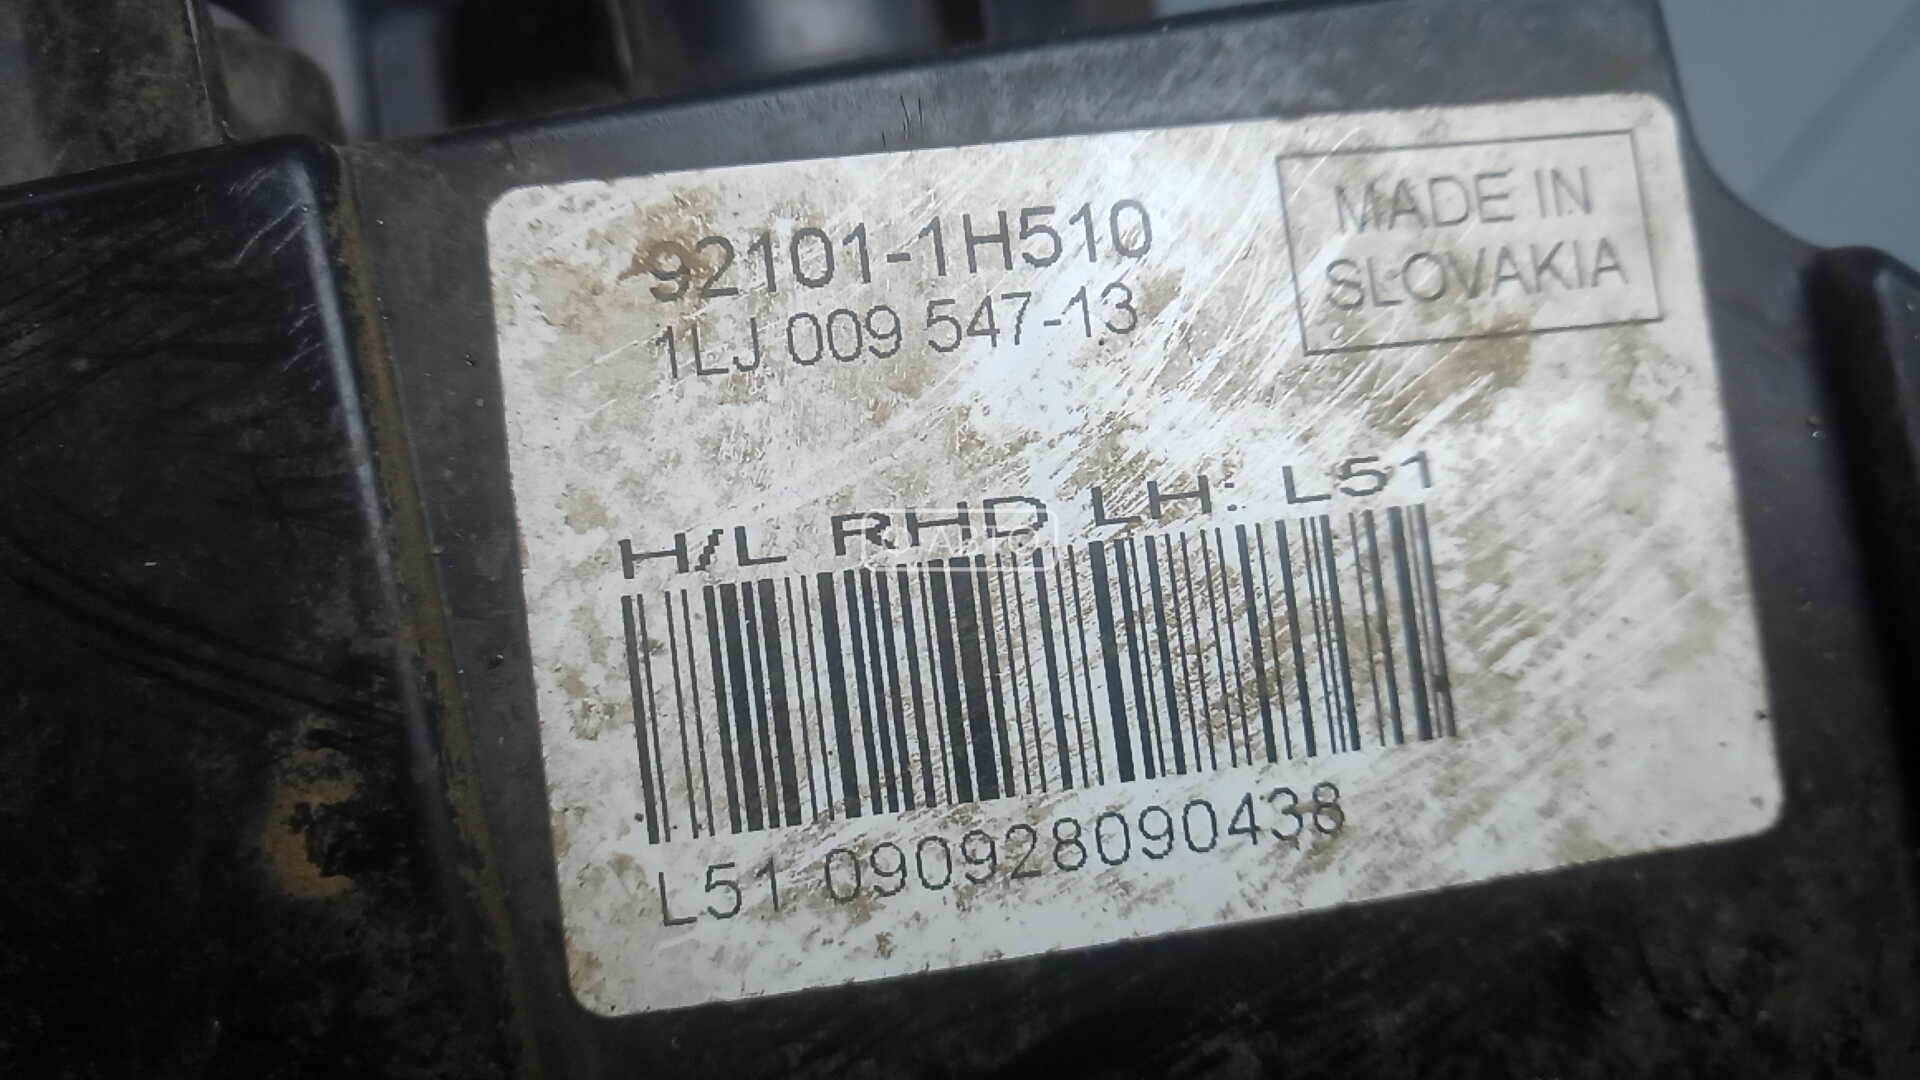 92101-1H510
1LJ 009 547-13
MADE IN
SLOVAKIA
H/L RHD LH: L51
L51 090928090438